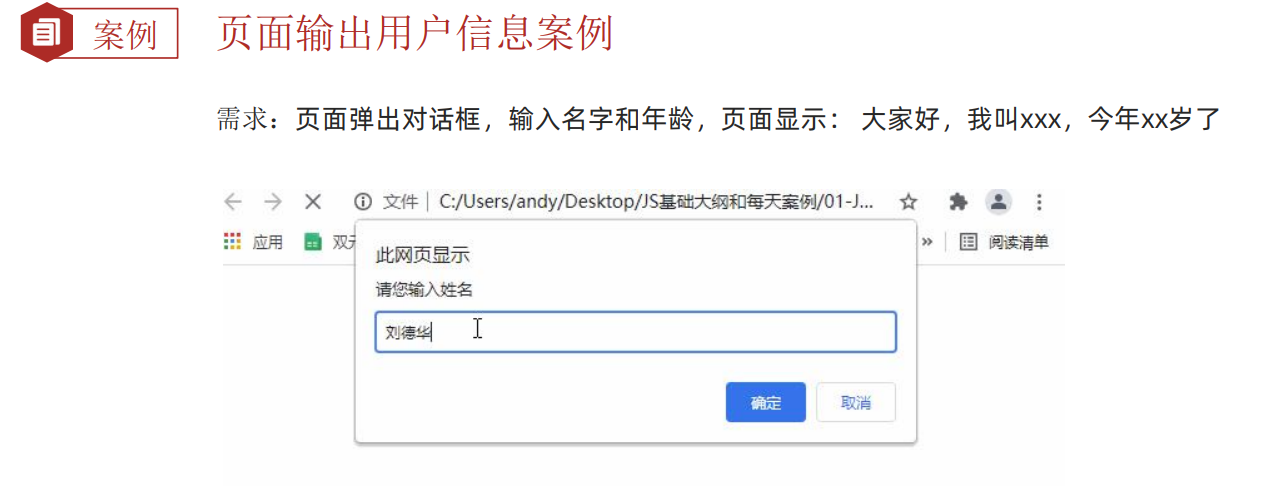 案例
页面输出用户信息案例
需求：页面弹出对话框，输入名字和年龄，页面显示： 大家好，我叫xxx，今年xx岁了
文件 C:/Users/andy/Desktop/JS基础大纲和每天案例/01-J...
应用 双元 » 阅读清单
此网页显示
请您输入姓名
刘德华
确定 取消